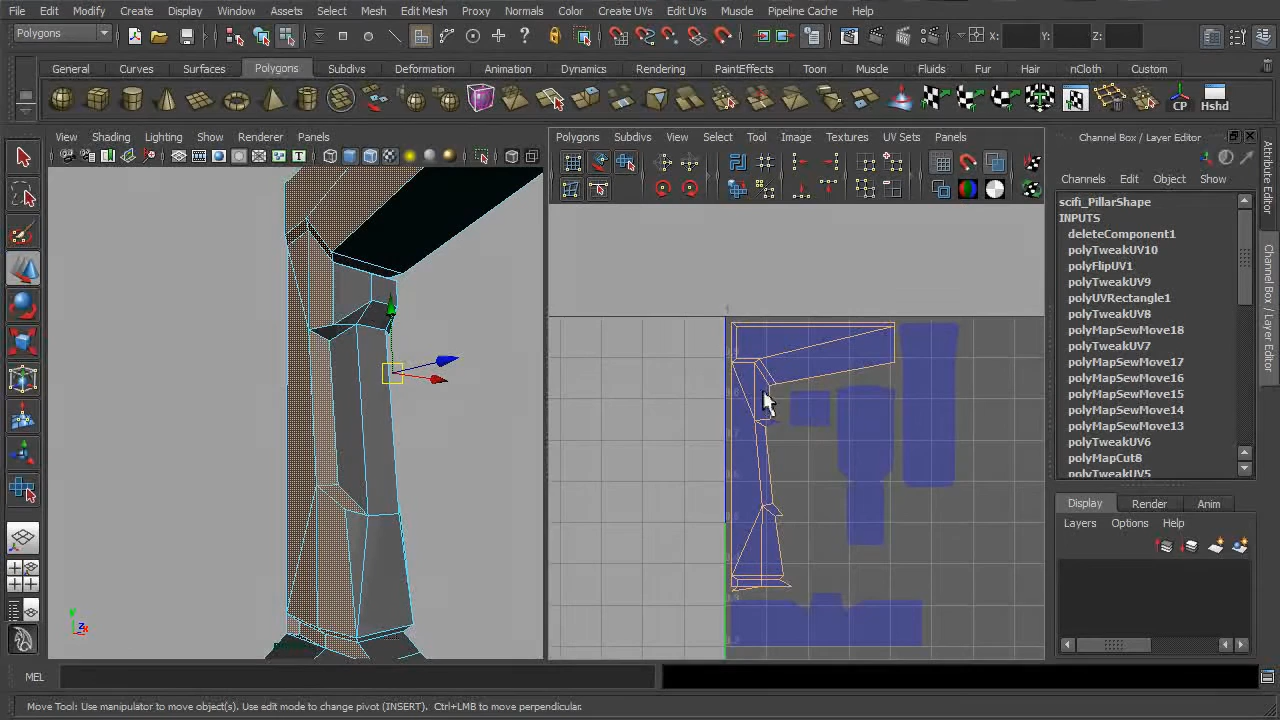 File Edit Modify Create Display Window Assets Select Mesh Edit Mesh Proxy Normals Color Create UVs Edit UVs Muscle Pipeline Cache Help
Polygons X: Y: Z:
General Curves Surfaces Polygons Subdivs Deformation Animation Dynamics Rendering PaintEffects Toon Muscle Fluids Fur Hair nCloth Custom
CP Hshd
View Shading Lighting Show Renderer Panels
Polygons Subdivs View Select Tool Image Textures UV Sets Panels
Channel Box / Layer Editor
Channels Edit Object Show
scifi_PillarShape
INPUTS
deleteComponent1
polyTweakUV10
polyFlipUV1
polyTweakUV9
polyUVRectangle1
polyTweakUV8
polyMapSewMove18
polyTweakUV7
polyMapSewMove17
polyMapSewMove16
polyMapSewMove15
polyMapSewMove14
polyMapSewMove13
polyTweakUV6
polyMapCut8
polyTweakUV5
Display Render Anim
Layers Options Help
Attribute Editor
Channel Box / Layer Editor
MEL
Move Tool: Use manipulator to move object(s). Use edit mode to change pivot (INSERT). Ctrl+LMB to move perpendicular.